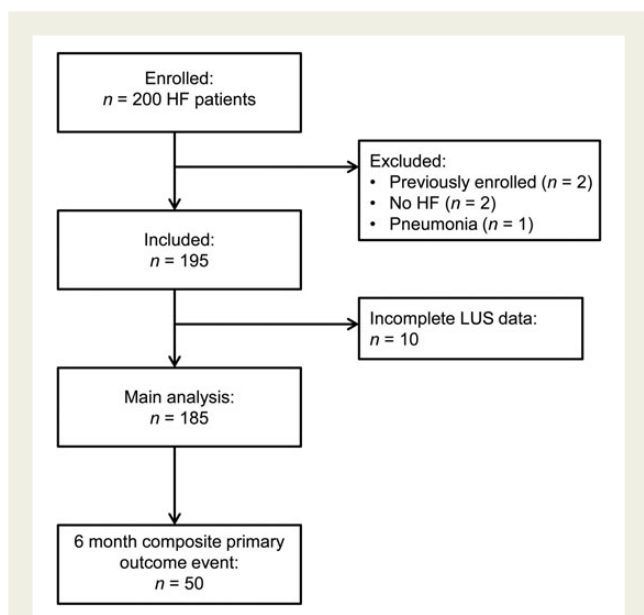 Enrolled:
n = 200 HF patients
Excluded:
• Previously enrolled (n = 2)
• No HF (n = 2)
• Pneumonia (n = 1)
Included:
n = 195
Incomplete LUS data:
n = 10
Main analysis:
n = 185
6 month composite primary
outcome event:
n = 50